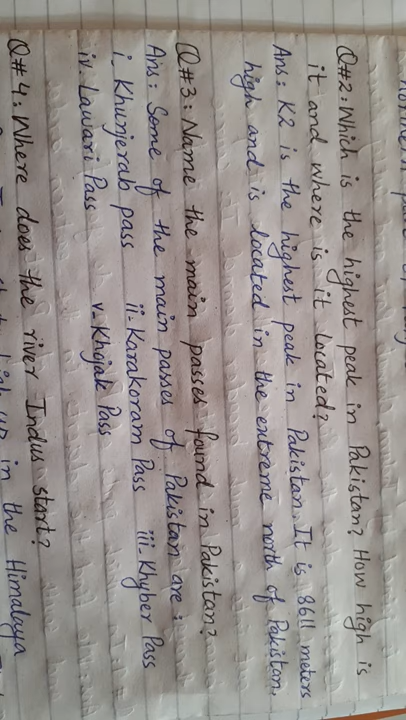 Q#2: Which is the highest peak in Pakistan? How high is
it and where is it located?
Ans: K2 is the highest peak in Pakistan. It is 8611 meters
high and is located in the extreme north of Pakistan.
Q#3: Name the main passes found in Pakistan?
Ans: Some of the main passes of Pakistan are:
i. Khunjerab pass ii. Karakoram Pass iii. Khyber Pass
iv. Lawari Pass v. Khojak Pass
Q#4: Where does the river Indus start?
high up in the Himalaya